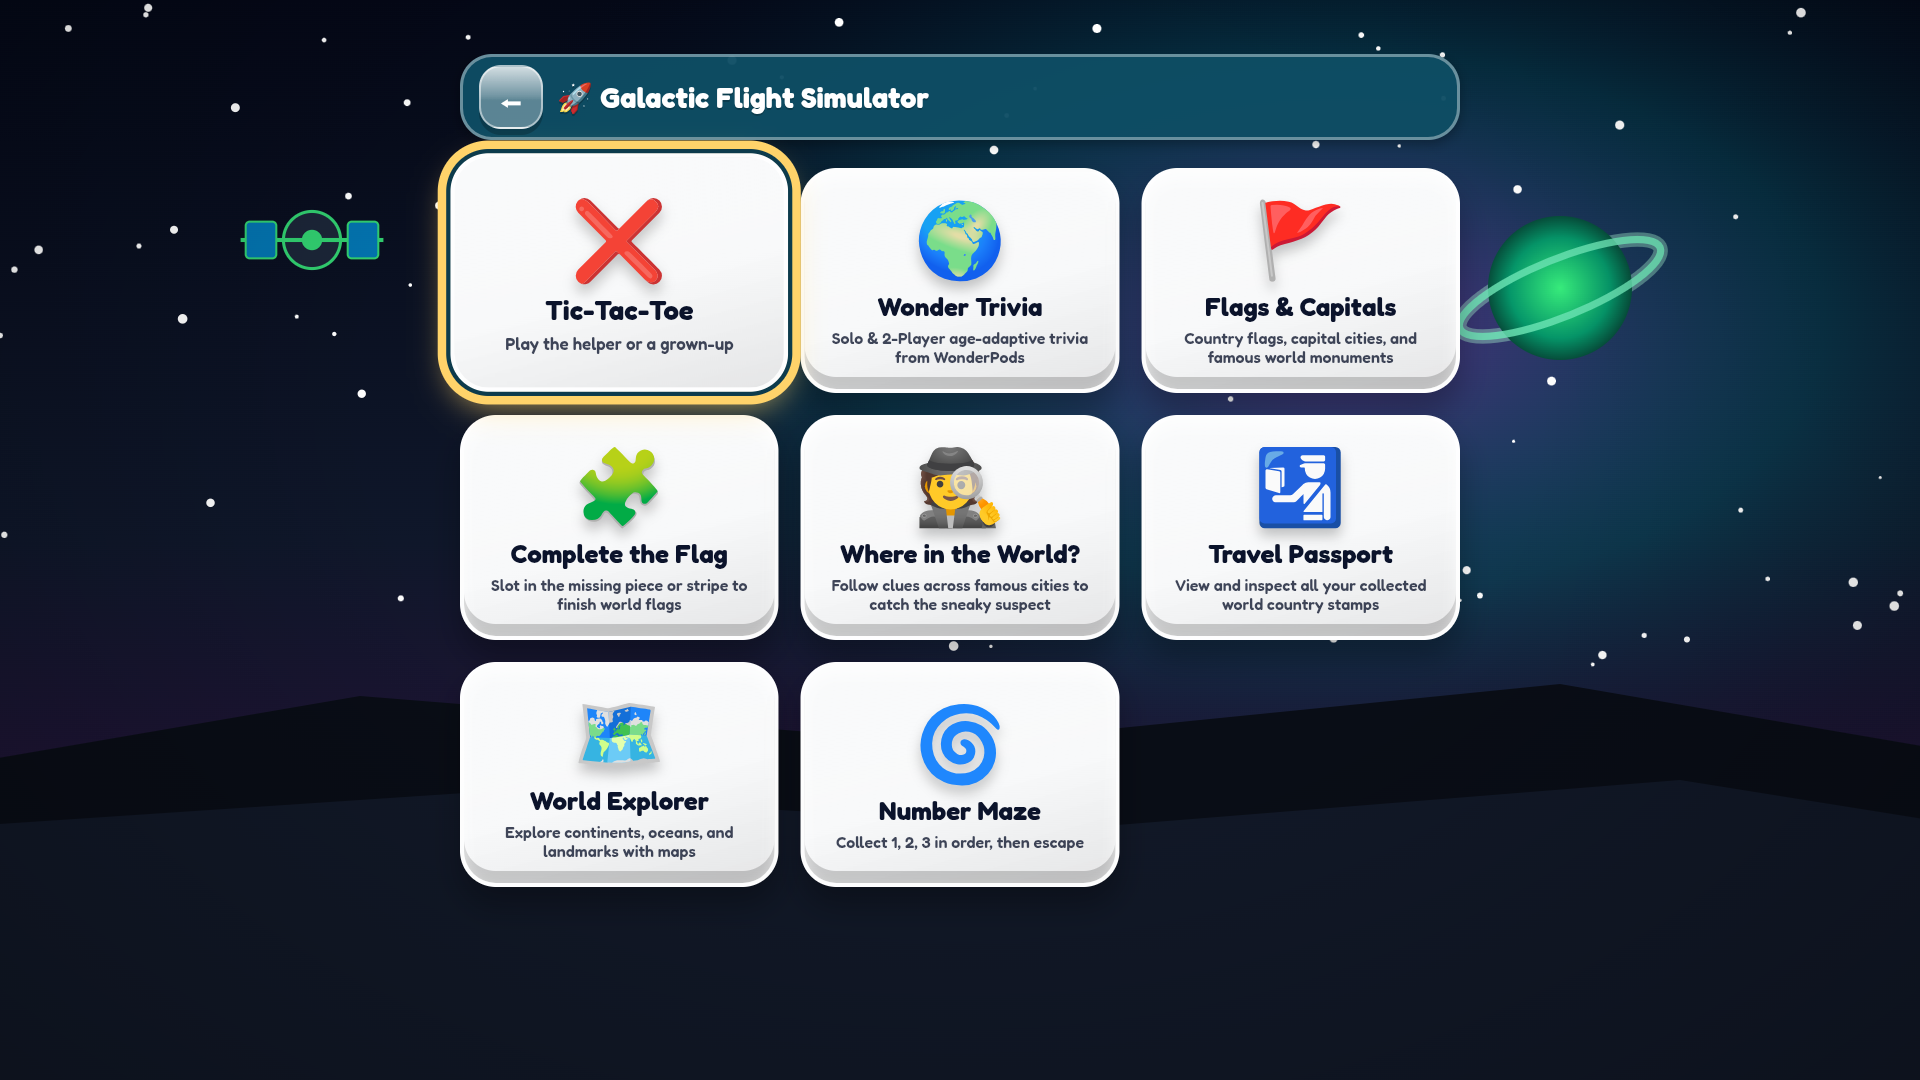 ← 🚀 Galactic Flight Simulator
Tic-Tac-Toe
Play the helper or a grown-up
Wonder Trivia
Solo & 2-Player age-adaptive trivia
from WonderPods
Flags & Capitals
Country flags, capital cities, and
famous world monuments
Complete the Flag
Slot in the missing piece or stripe to
finish world flags
Where in the World?
Follow clues across famous cities to
catch the sneaky suspect
Travel Passport
View and inspect all your collected
world country stamps
World Explorer
Explore continents, oceans, and
landmarks with maps
Number Maze
Collect 1, 2, 3 in order, then escape